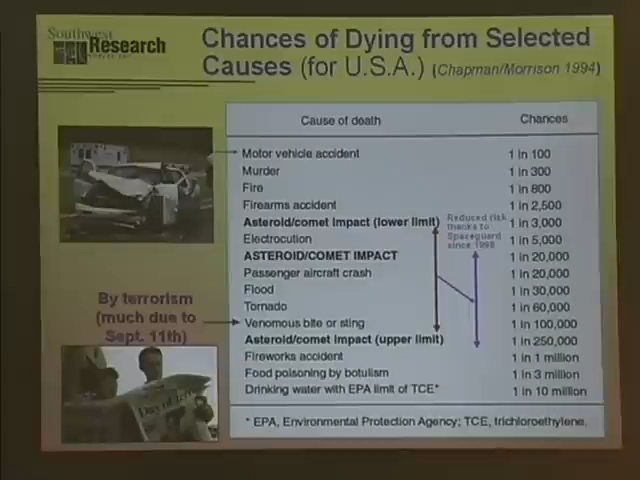 Southwest
Research
Chances of Dying from Selected
Causes (for U.S.A.) (Chapman/Morrison 1994)
Cause of death Chances
Motor vehicle accident 1 in 100
Murder 1 in 300
Fire 1 in 800
Firearms accident 1 in 2,500
Asteroid/comet impact (lower limit) 1 in 3,000
Electrocution 1 in 5,000
ASTEROID/COMET IMPACT 1 in 20,000
Passenger aircraft crash 1 in 20,000
Flood 1 in 30,000
Tornado 1 in 60,000
Venomous bite or sting 1 in 100,000
Asteroid/comet impact (upper limit) 1 in 250,000
Fireworks accident 1 in 1 million
Food poisoning by botulism 1 in 3 million
Drinking water with EPA limit of TCE* 1 in 10 million
* EPA, Environmental Protection Agency; TCE, trichloroethylene.
Reduced risk
thanks to
Spaceguard
since 1998
By terrorism
(much due to
Sept. 11th)